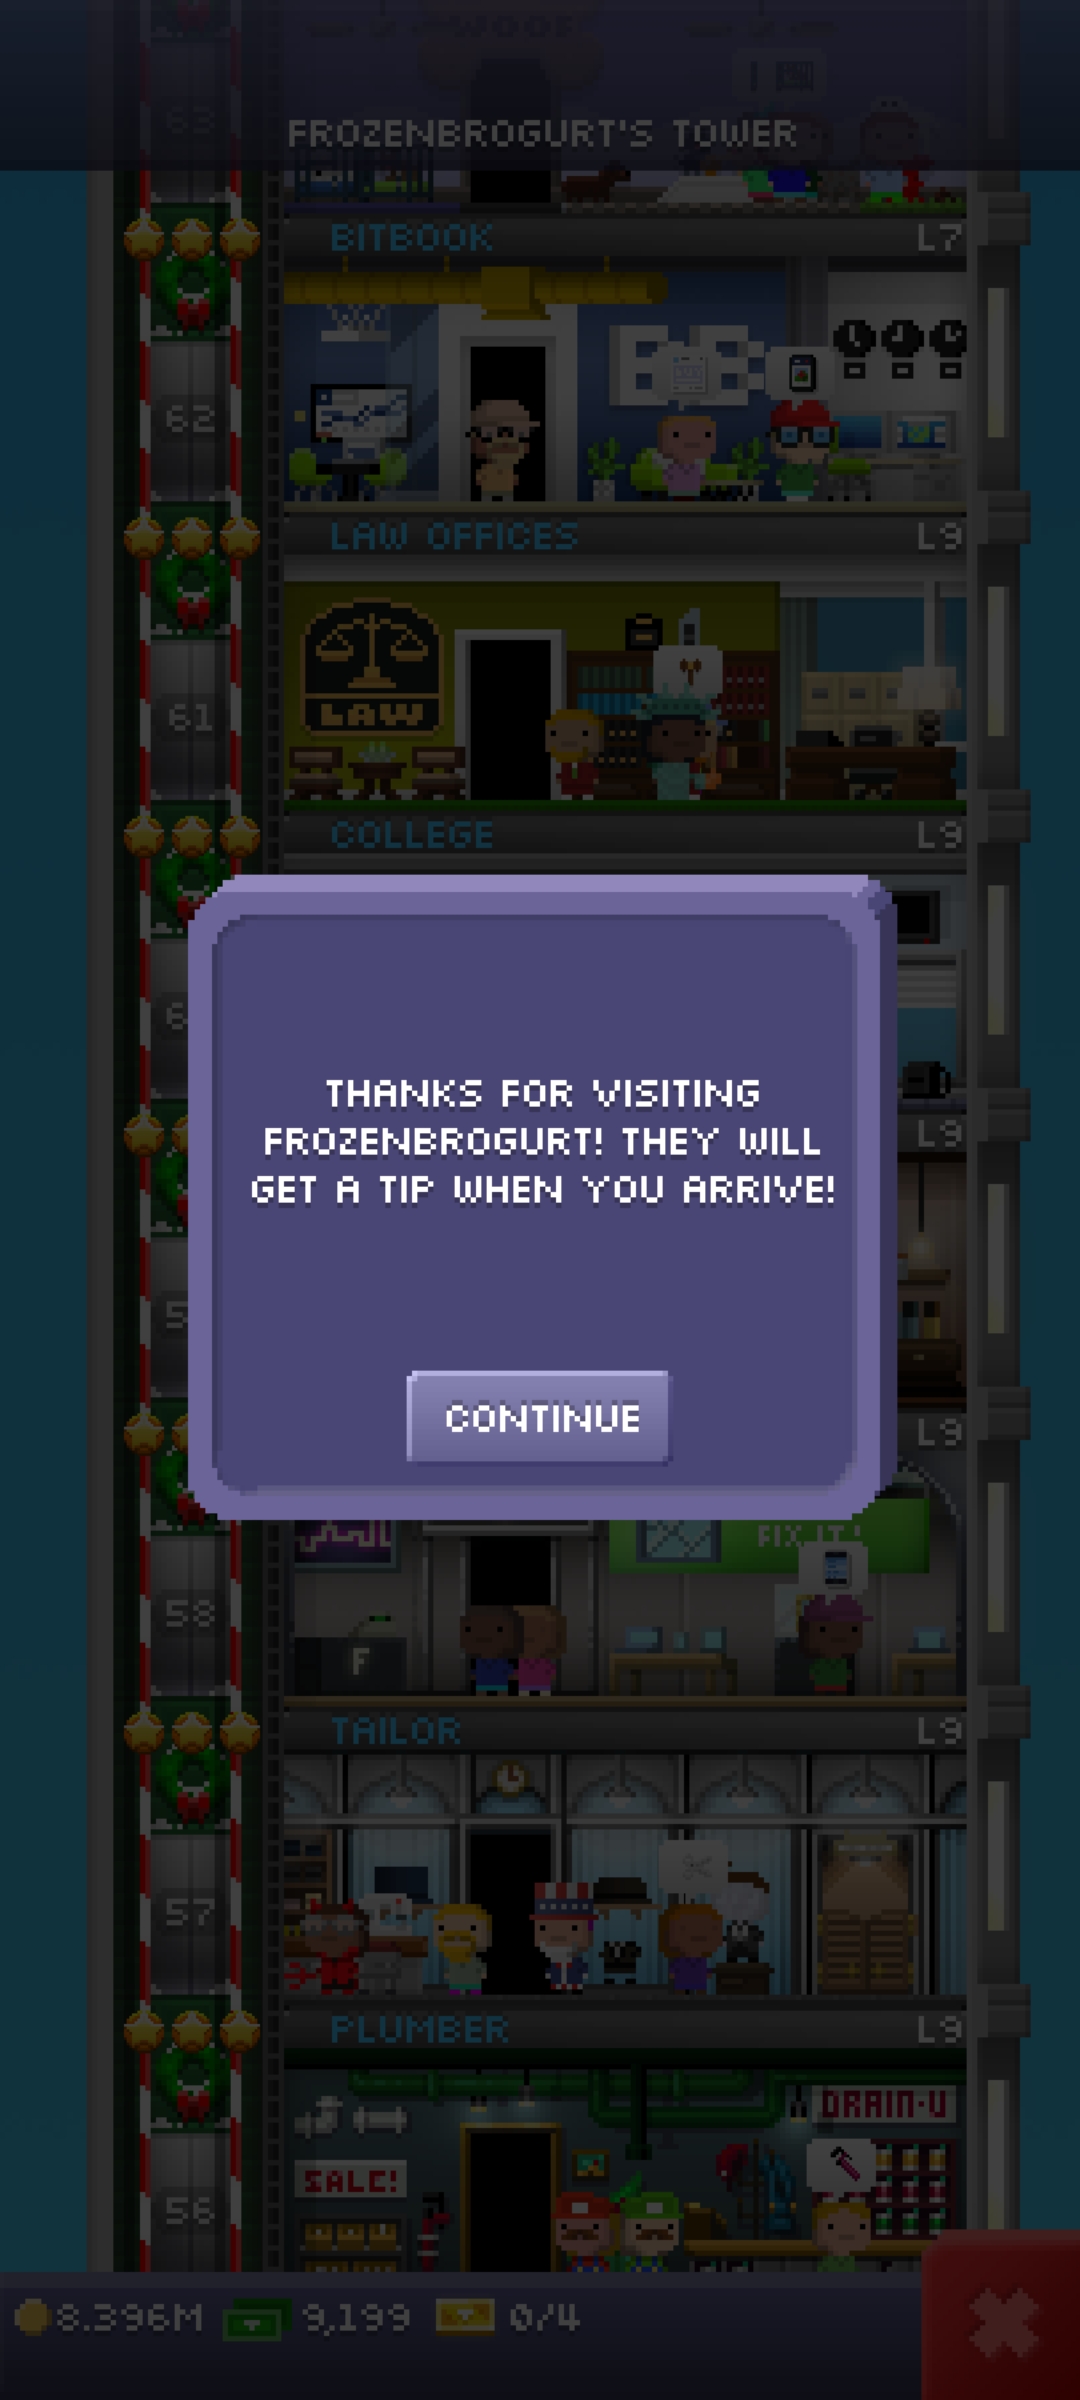 WOOF
63
FROZENBROGURT'S TOWER
BITBOOK L7
62
LAW OFFICES L9
LAW
61
COLLEGE L9
THANKS FOR VISITING
FROZENBROGURT! THEY WILL
GET A TIP WHEN YOU ARRIVE!
L9
L9
CONTINUE
FIX IT!
58
F
TAILOR L9
57
PLUMBER L9
DRAIN-U
SALE!
56
8.396M 9,199 0/4